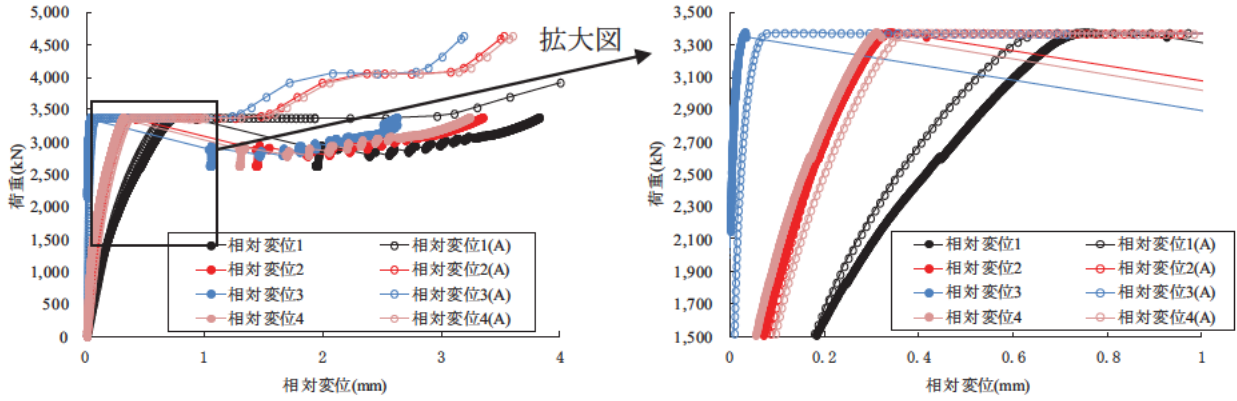 5,000
4,500
4,000
3,500
3,000
2,500
2,000
1,500
1,000
500
0
荷重(kN)
0 1 2 3 4
相対変位(mm)
相対変位1 相対変位1(A)
相対変位2 相対変位2(A)
相対変位3 相対変位3(A)
相対変位4 相対変位4(A)
拡大図
3,500
3,300
3,100
2,900
2,700
2,500
2,300
2,100
1,900
1,700
1,500
荷重(kN)
0 0.2 0.4 0.6 0.8 1
相対変位(mm)
相対変位1 相対変位1(A)
相対変位2 相対変位2(A)
相対変位3 相対変位3(A)
相対変位4 相対変位4(A)